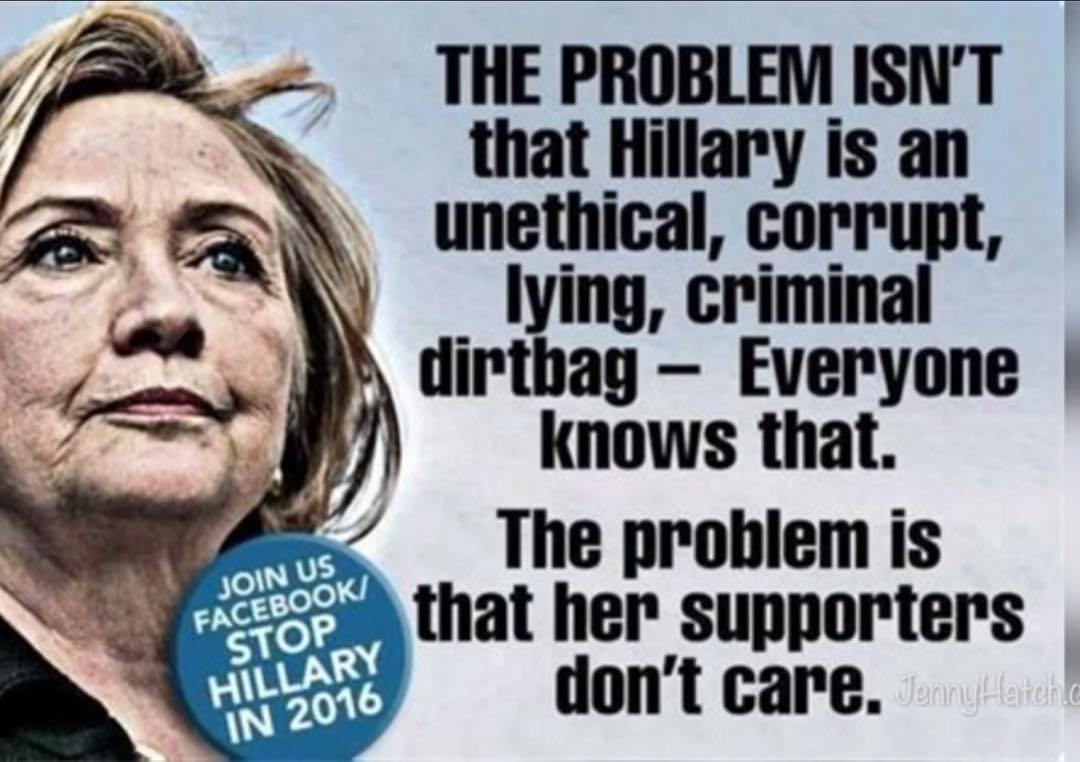 THE PROBLEM ISN'T
that Hillary is an
unethical, corrupt,
lying, criminal
dirtbag – Everyone
knows that.
The problem is
that her supporters
don't care.
JOIN US
FACEBOOK/
STOP
HILLARY
IN 2016